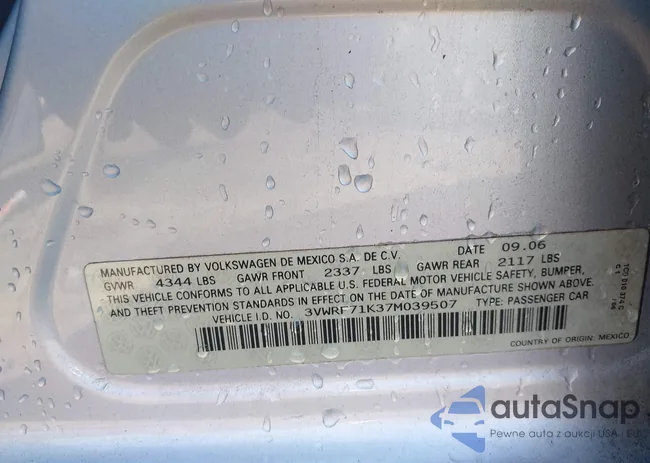 MANUFACTURED BY VOLKSWAGEN DE MEXICO S.A. DE C.V. DATE 09.06
GVWR 4344 LBS GAWR FRONT 2337 LBS GAWR REAR 2117 LBS
THIS VEHICLE CONFORMS TO ALL APPLICABLE U.S. FEDERAL MOTOR VEHICLE SAFETY, BUMPER,
AND THEFT PREVENTION STANDARDS IN EFFECT ON THE DATE OF MANUFACTURE SHOWN ABOVE
VEHICLE I.D. NO. 3VWRF71K37M039507 TYPE: PASSENGER CAR
COUNTRY OF ORIGIN: MEXICO
autaSnap
Pewne auta z aukcji USA